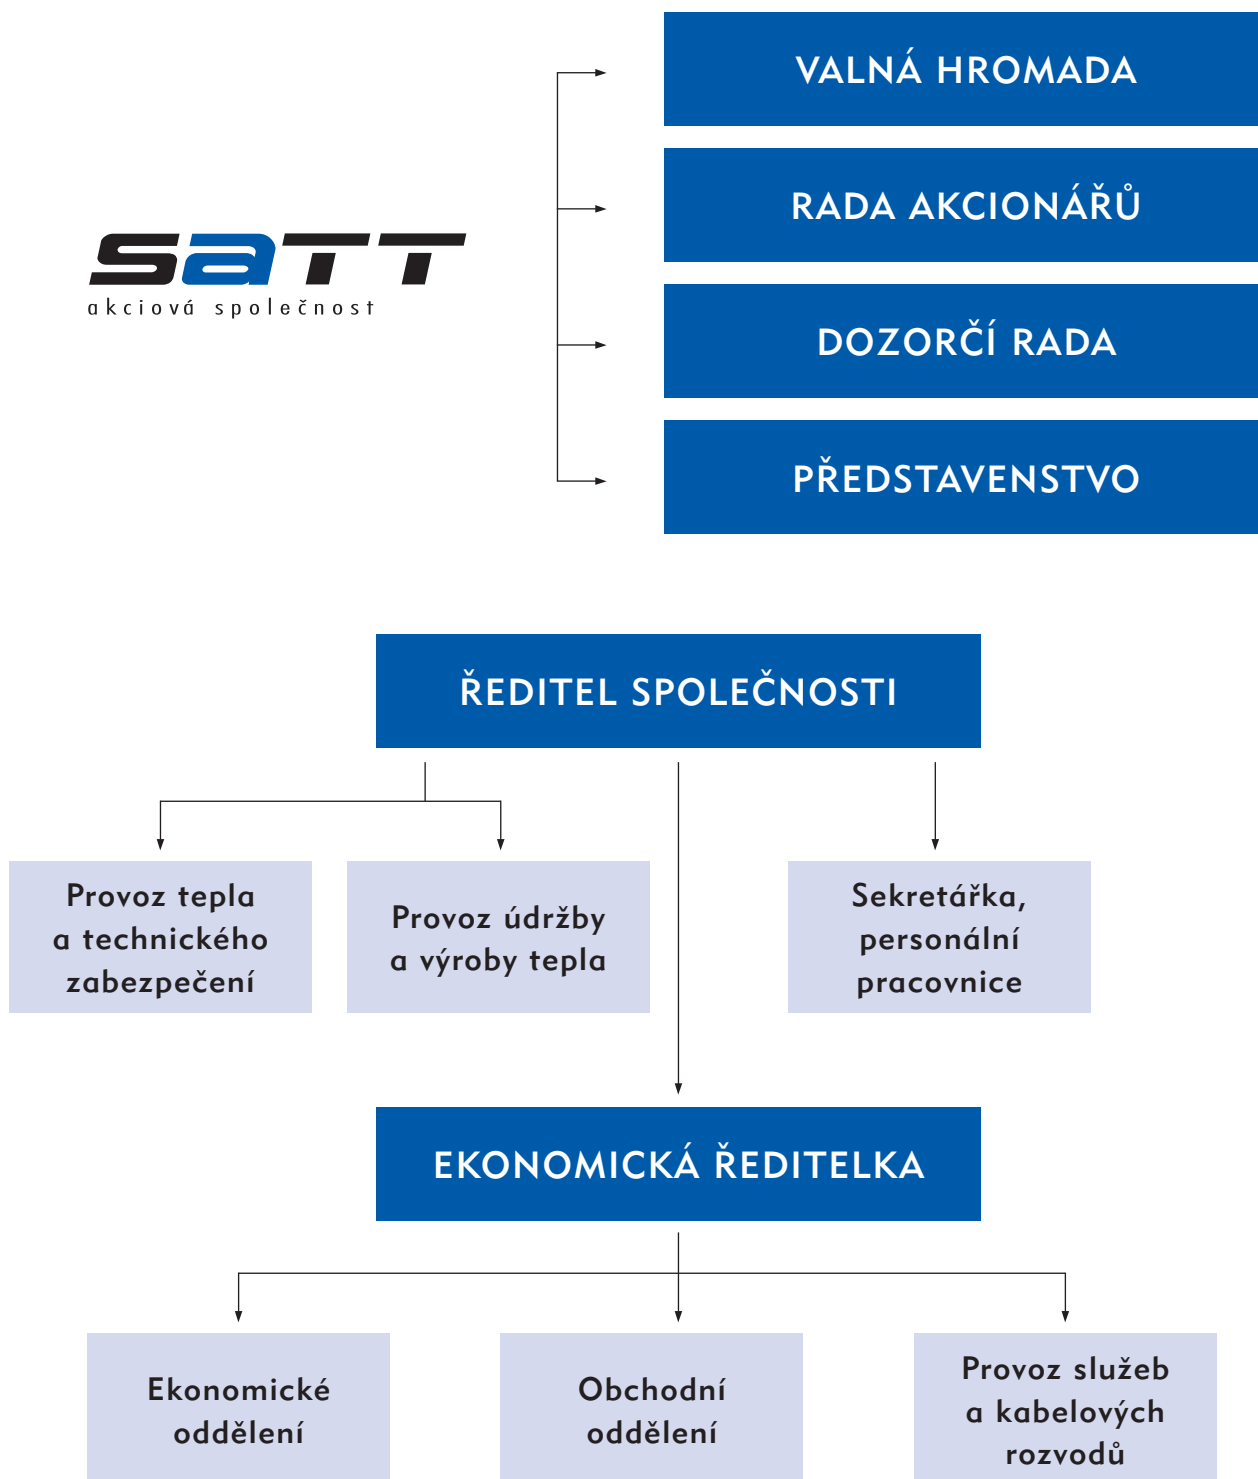 VALNÁ HROMADA
RADA AKCIONÁŘŮ
saTT
akciová společnost
DOZORČÍ RADA
PŘEDSTAVENSTVO
ŘEDITEL SPOLEČNOSTI
Provoz tepla
a technického
zabezpečení
Provoz údržby
a výroby tepla
Sekretářka,
personální
pracovnice
EKONOMICKÁ ŘEDITELKA
Ekonomické
oddělení
Obchodní
oddělení
Provoz služeb
a kabelových
rozvodů